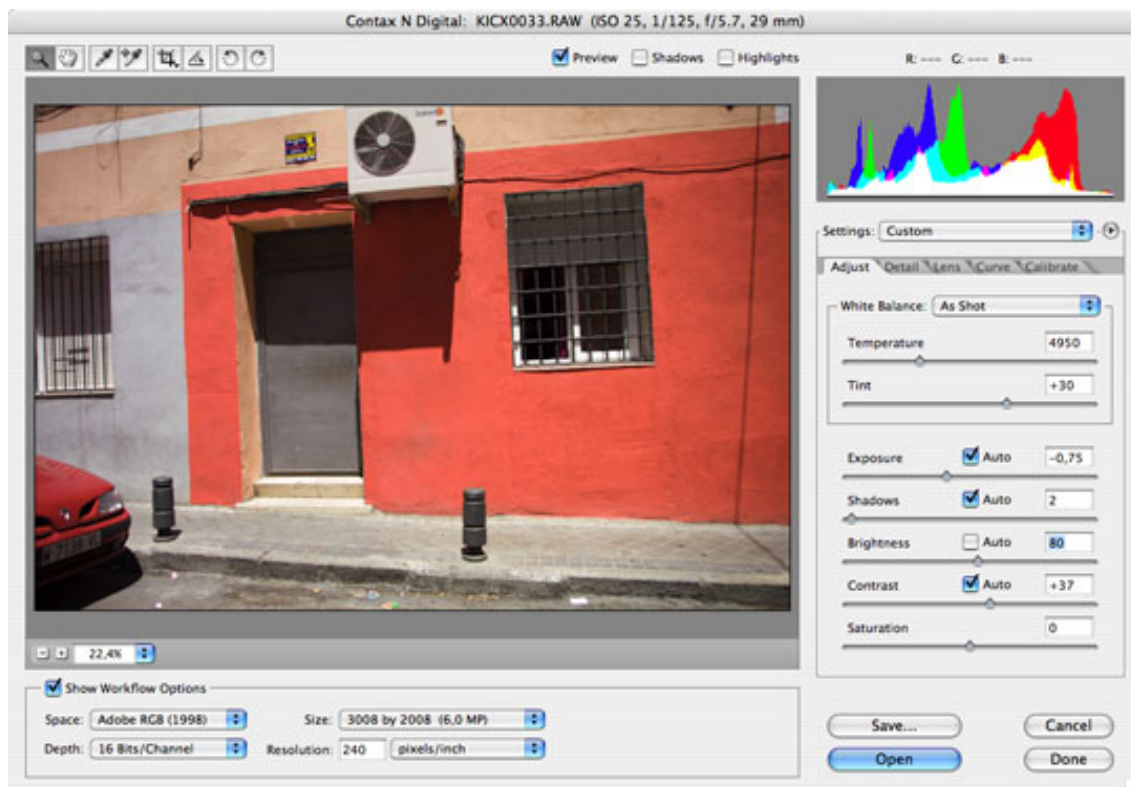 Contax N Digital: KICX0033.RAW (ISO 25, 1/125, f/5.7, 29 mm)
Preview Shadows Highlights
R: --- G: --- B: ---
Settings: Custom
Adjust Detail Lens Curve Calibrate
White Balance: As Shot
Temperature 4950
Tint +30
Exposure Auto -0,75
Shadows Auto 2
Brightness Auto 80
Contrast Auto +37
Saturation 0
22,4%
Show Workflow Options
Space: Adobe RGB (1998) Size: 3008 by 2008 (6,0 MP)
Depth: 16 Bits/Channel Resolution: 240 pixels/inch
Save... Cancel
Open Done